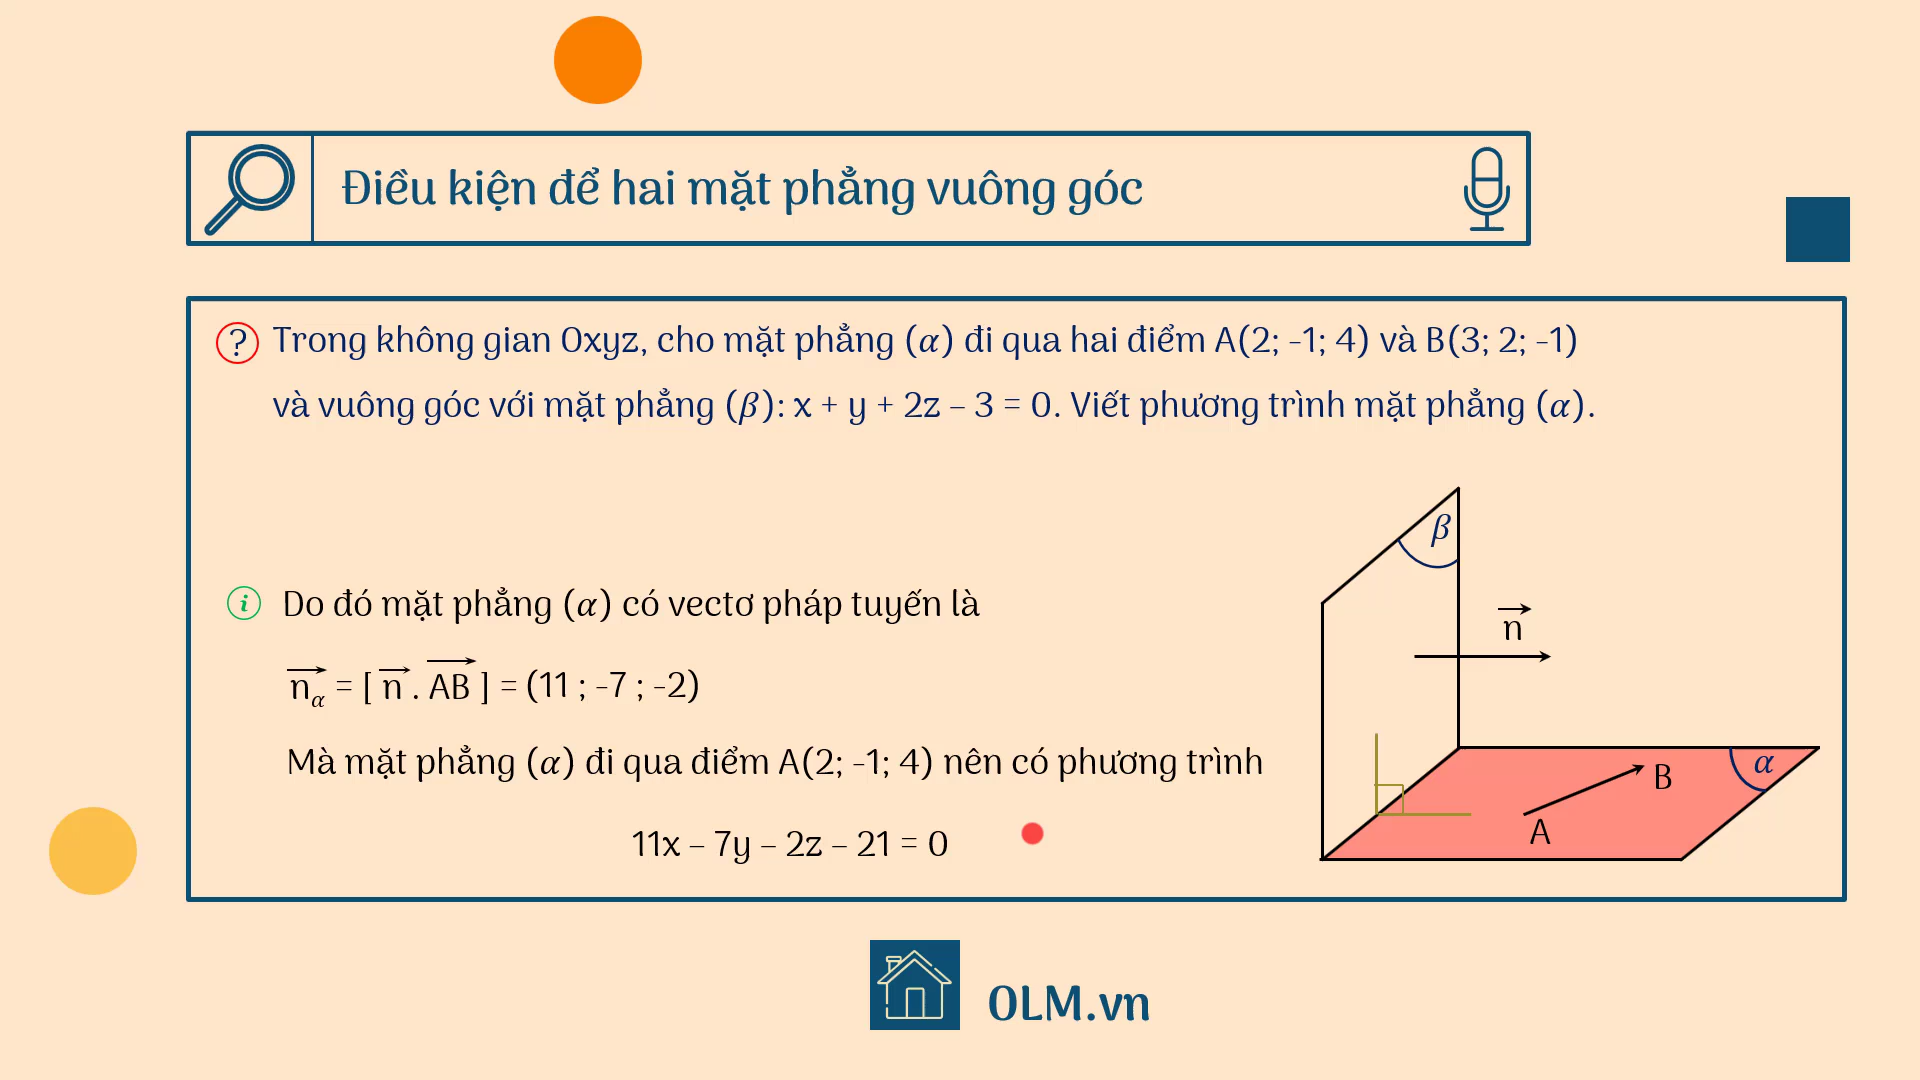 Điều kiện để hai mặt phẳng vuông góc
? Trong không gian Oxyz, cho mặt phẳng (α) đi qua hai điểm A(2; -1; 4) và B(3; 2; -1)
và vuông góc với mặt phẳng (β): x + y + 2z – 3 = 0. Viết phương trình mặt phẳng (α).
β
i Do đó mặt phẳng (α) có vectơ pháp tuyến là
n
nα = [ n . AB ] = (11 ; -7 ; -2)
Mà mặt phẳng (α) đi qua điểm A(2; -1; 4) nên có phương trình
α
B
A
11x – 7y – 2z – 21 = 0
OLM.vn